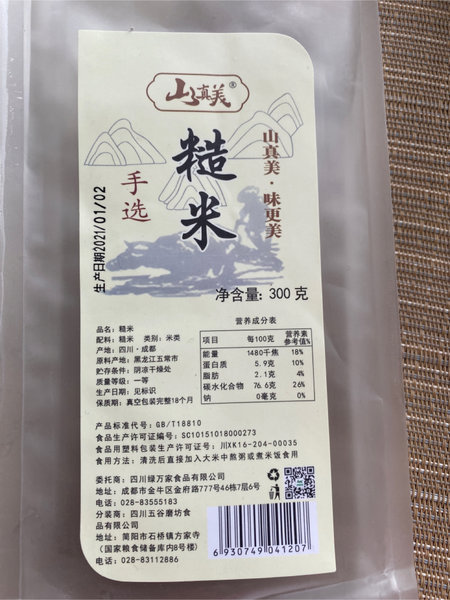 山真美®
糙米
手选
山真美·味更美
生产日期2021/01/02
净含量: 300 克
营养成分表
项目 每100克 营养素参考值%
能量 1480千焦 18%
蛋白质 5.9克 10%
脂肪 2.1克 4%
碳水化合物 76.6克 26%
钠 0毫克 0%
品名：糙米
配料：糙米 类别：米类
产地：四川·成都
原料产地：黑龙江五常市
贮存条件：阴凉干燥处
质量等级：一等
生产日期：见标识
保质期：真空包装完整18个月
产品标准代号：GB/T18810
食品生产许可证编号：SC10151018000273
食品用塑料包装生产许可证编号：川XK16-204-00035
食用方法：清洗后直接加入大米中熬粥或煮米饭食用
委托商：四川绿万家食品有限公司
地址：成都市金牛区金府路777号46栋7层6号
电话：028-83555183
分装商：四川五谷磨坊食
品有限公司
地址：简阳市石桥镇方家寺
（国家粮食储备库内8号楼）
电话：028-83112886
6930749041207